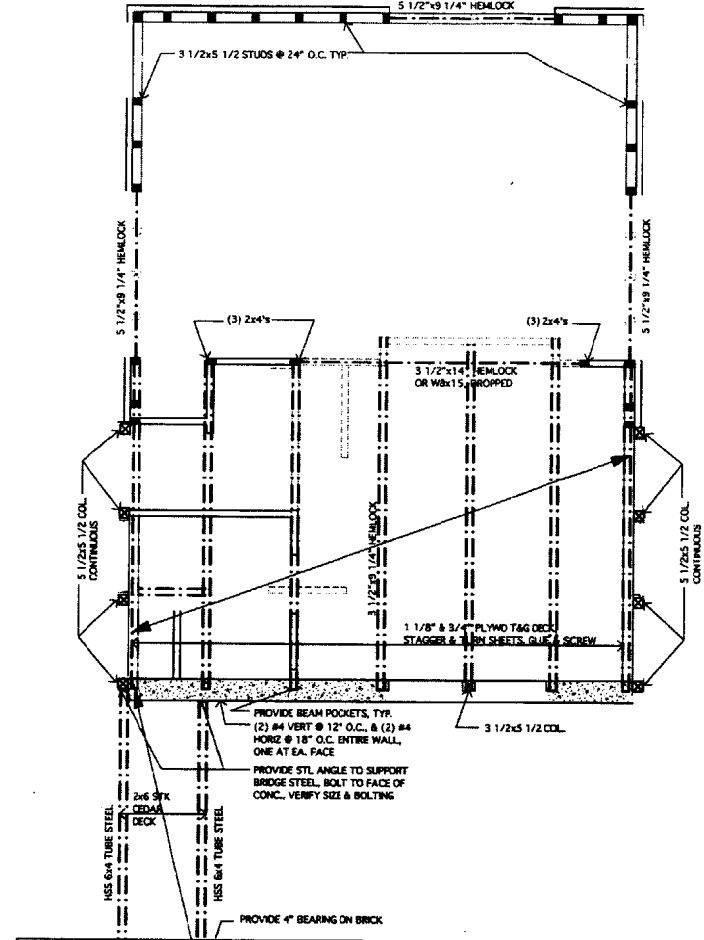 5 1/2"x9 1/4" HEMLOCK
3 1/2x5 1/2 STUDS @ 24" O.C. TYP.
5 1/2"x9 1/4" HEMLOCK
5 1/2"x9 1/4" HEMLOCK
(3) 2x4's
(3) 2x4's
3 1/2"x14" HEMLOCK
OR W8x15, DROPPED
5 1/2x5 1/2 COL.
CONTINUOUS
3 1/2"x9 1/4" HEMLOCK
5 1/2x5 1/2 COL.
CONTINUOUS
1 1/8" & 3/4" PLYWD T&G DECK
STAGGER & TURN SHEETS, GLUE & SCREW
PROVIDE BEAM POCKETS, TYP.
(2) #4 VERT @ 12" O.C., & (2) #4
HORIZ @ 18" O.C. ENTIRE WALL,
ONE AT EA. FACE
3 1/2x5 1/2 COL.
PROVIDE STL ANGLE TO SUPPORT
BRIDGE STEEL, BOLT TO FACE OF
CONC., VERIFY SIZE & BOLTING
2x6 STK
CEDAR
DECK
HSS 6x4 TUBE STEEL
HSS 6x4 TUBE STEEL
PROVIDE 4" BEARING ON BRICK